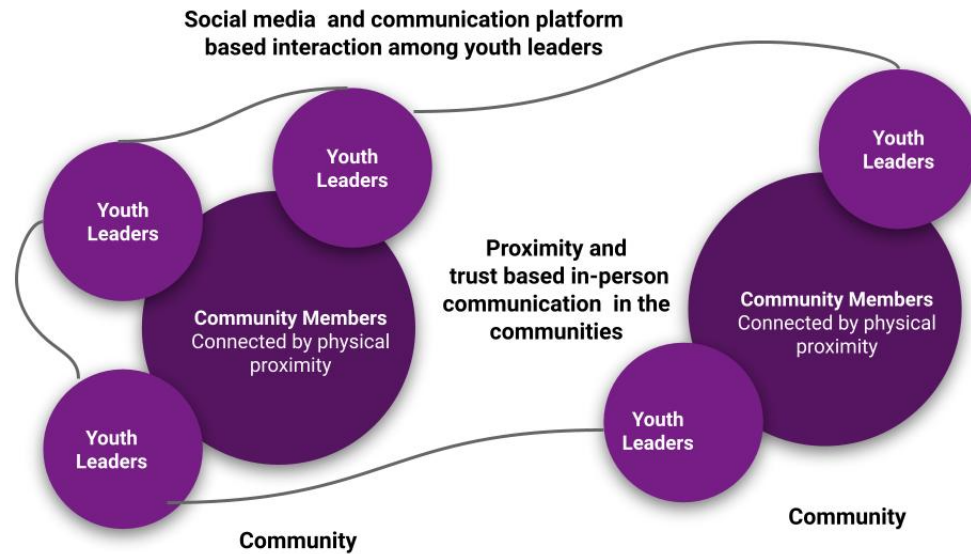 Social media and communication platform
based interaction among youth leaders
Youth
Leaders
Youth
Leaders
Youth
Leaders
Proximity and
trust based in-person
communication in the
communities
Community Members
Connected by physical
proximity
Community Members
Connected by physical
proximity
Youth
Leaders
Youth
Leaders
Community
Community